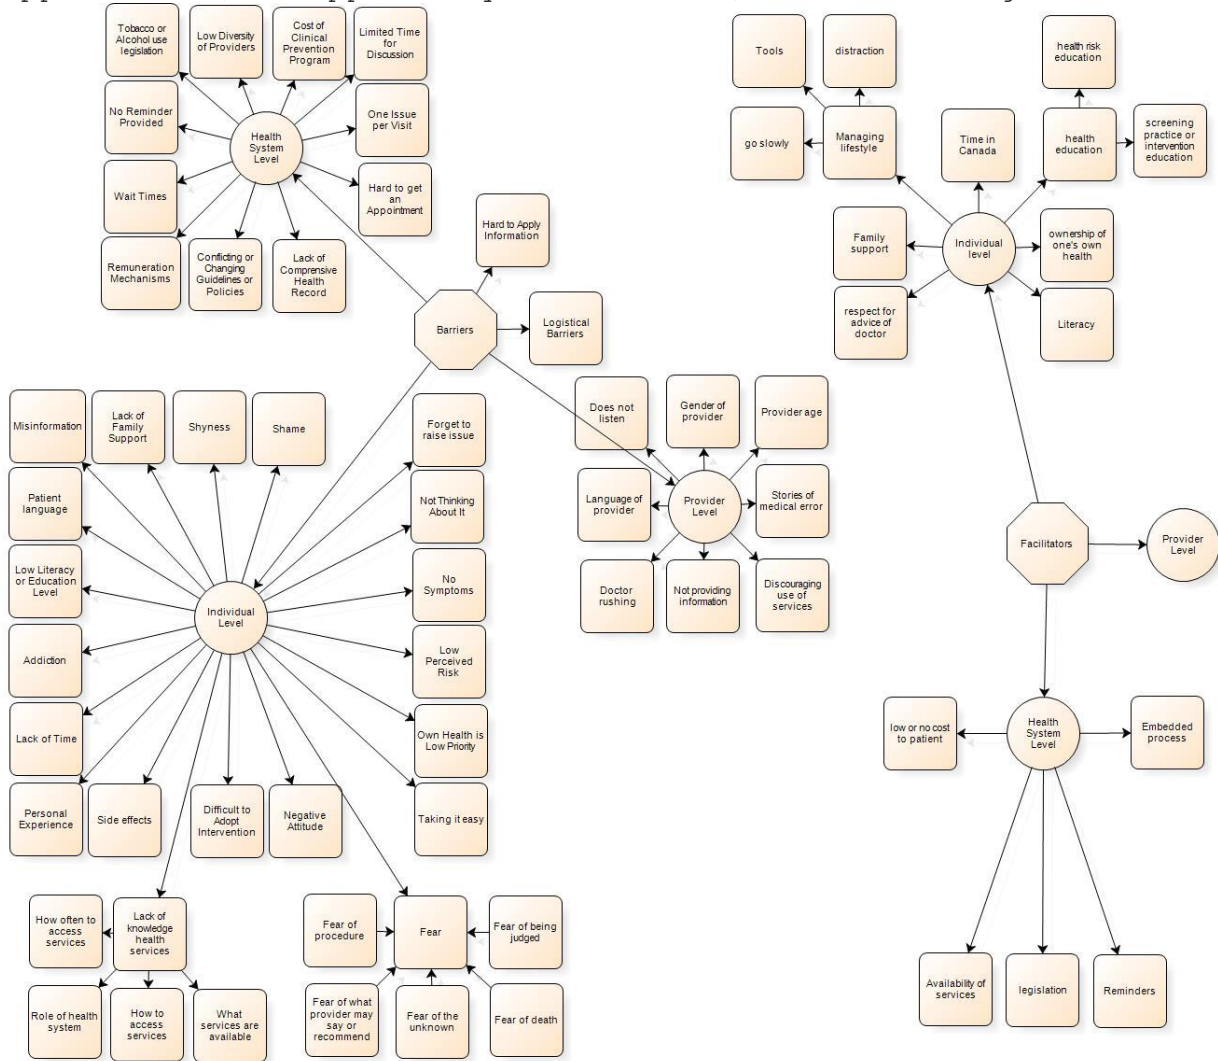 Tobacco or
Alcohol use
legislation
Low Diversity
of Providers
Cost of
Clinical
Prevention
Program
Limited Time
for
Discussion
No Reminder
Provided
Health
System
Level
One Issue
per Visit
Wait Times
Hard to get
an
Appointment
Remuneration
Mechanisms
Conflicting or
Changing
Guidelines or
Policies
Lack of
Comprensive
Health
Record
Hard to Apply
Information
Barriers
Logistical
Barriers
Tools
distraction
health risk
education
go slowly
Managing
lifestyle
Time in
Canada
health
education
screening
practice or
intervention
education
Family
support
Individual
level
ownership of
one's own
health
respect for
advice of
doctor
Literacy
Misinformation
Lack of
Family
Support
Shyness
Shame
Forget to
raise issue
Patient
language
Not Thinking
About It
Low Literacy
or Education
Level
Individual
Level
No
Symptoms
Addiction
Low
Perceived
Risk
Lack of Time
Own Health is
Low Priority
Personal
Experience
Side effects
Difficult to
Adopt
Intervention
Negative
Attitude
Taking it easy
Does not
listen
Gender of
provider
Provider age
Language of
provider
Provider
Level
Stories of
medical error
Doctor
rushing
Not providing
information
Discouraging
use of
services
Facilitators
Provider
Level
low or no cost
to patient
Health
System
Level
Embedded
process
Availability of
services
legislation
Reminders
How often to
access
services
Lack of
knowledge
health
services
Role of health
system
How to
access
services
What
services are
available
Fear of
procedure
Fear
Fear of being
judged
Fear of what
provider may
say or
recommend
Fear of the
unknown
Fear of death